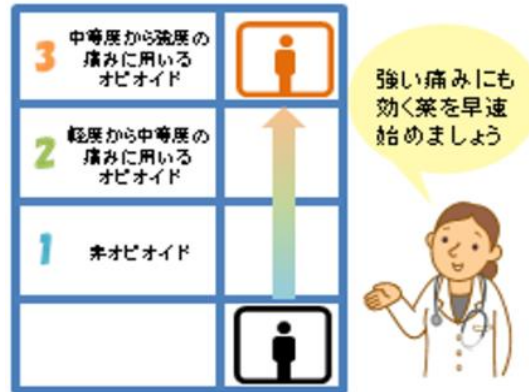 3
中等度から強度の
痛みに用いる
オピオイド
2
軽度から中等度の
痛みに用いる
オピオイド
1
非オピオイド
強い痛みにも
効く薬を早速
始めましょう